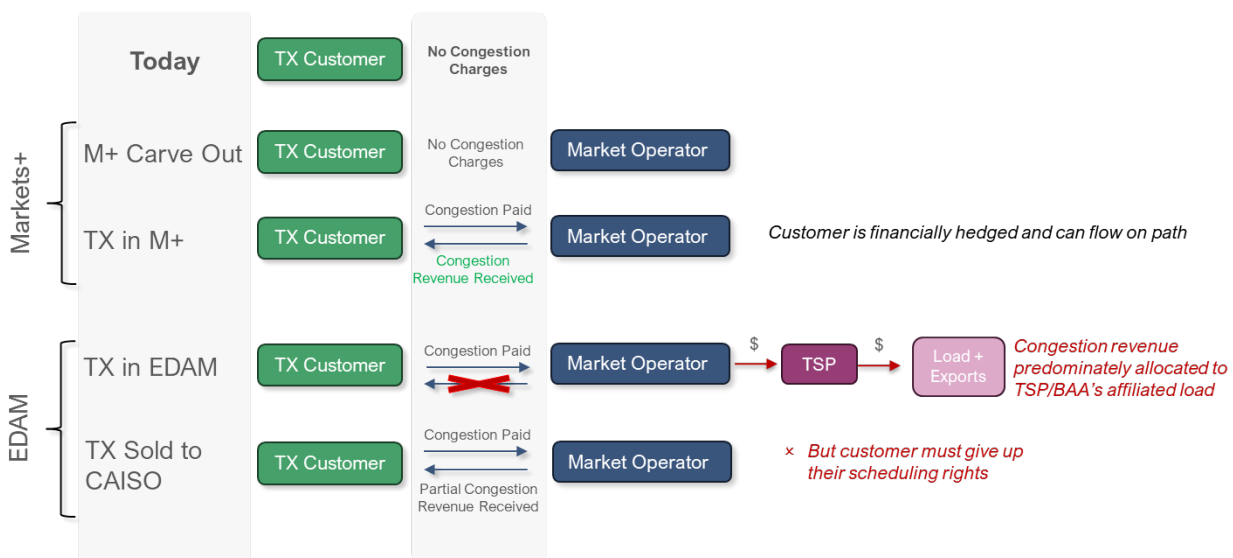 Today
TX Customer
No Congestion
Charges
Markets+
M+ Carve Out
TX Customer
No Congestion
Charges
Market Operator
TX in M+
TX Customer
Congestion Paid
Congestion
Revenue Received
Market Operator
Customer is financially hedged and can flow on path
EDAM
TX in EDAM
TX Customer
Congestion Paid
Market Operator
$
TSP
$
Load +
Exports
Congestion revenue
predominately allocated to
TSP/BAA's affiliated load
TX Sold to
CAISO
TX Customer
Congestion Paid
Partial Congestion
Revenue Received
Market Operator
× But customer must give up
their scheduling rights